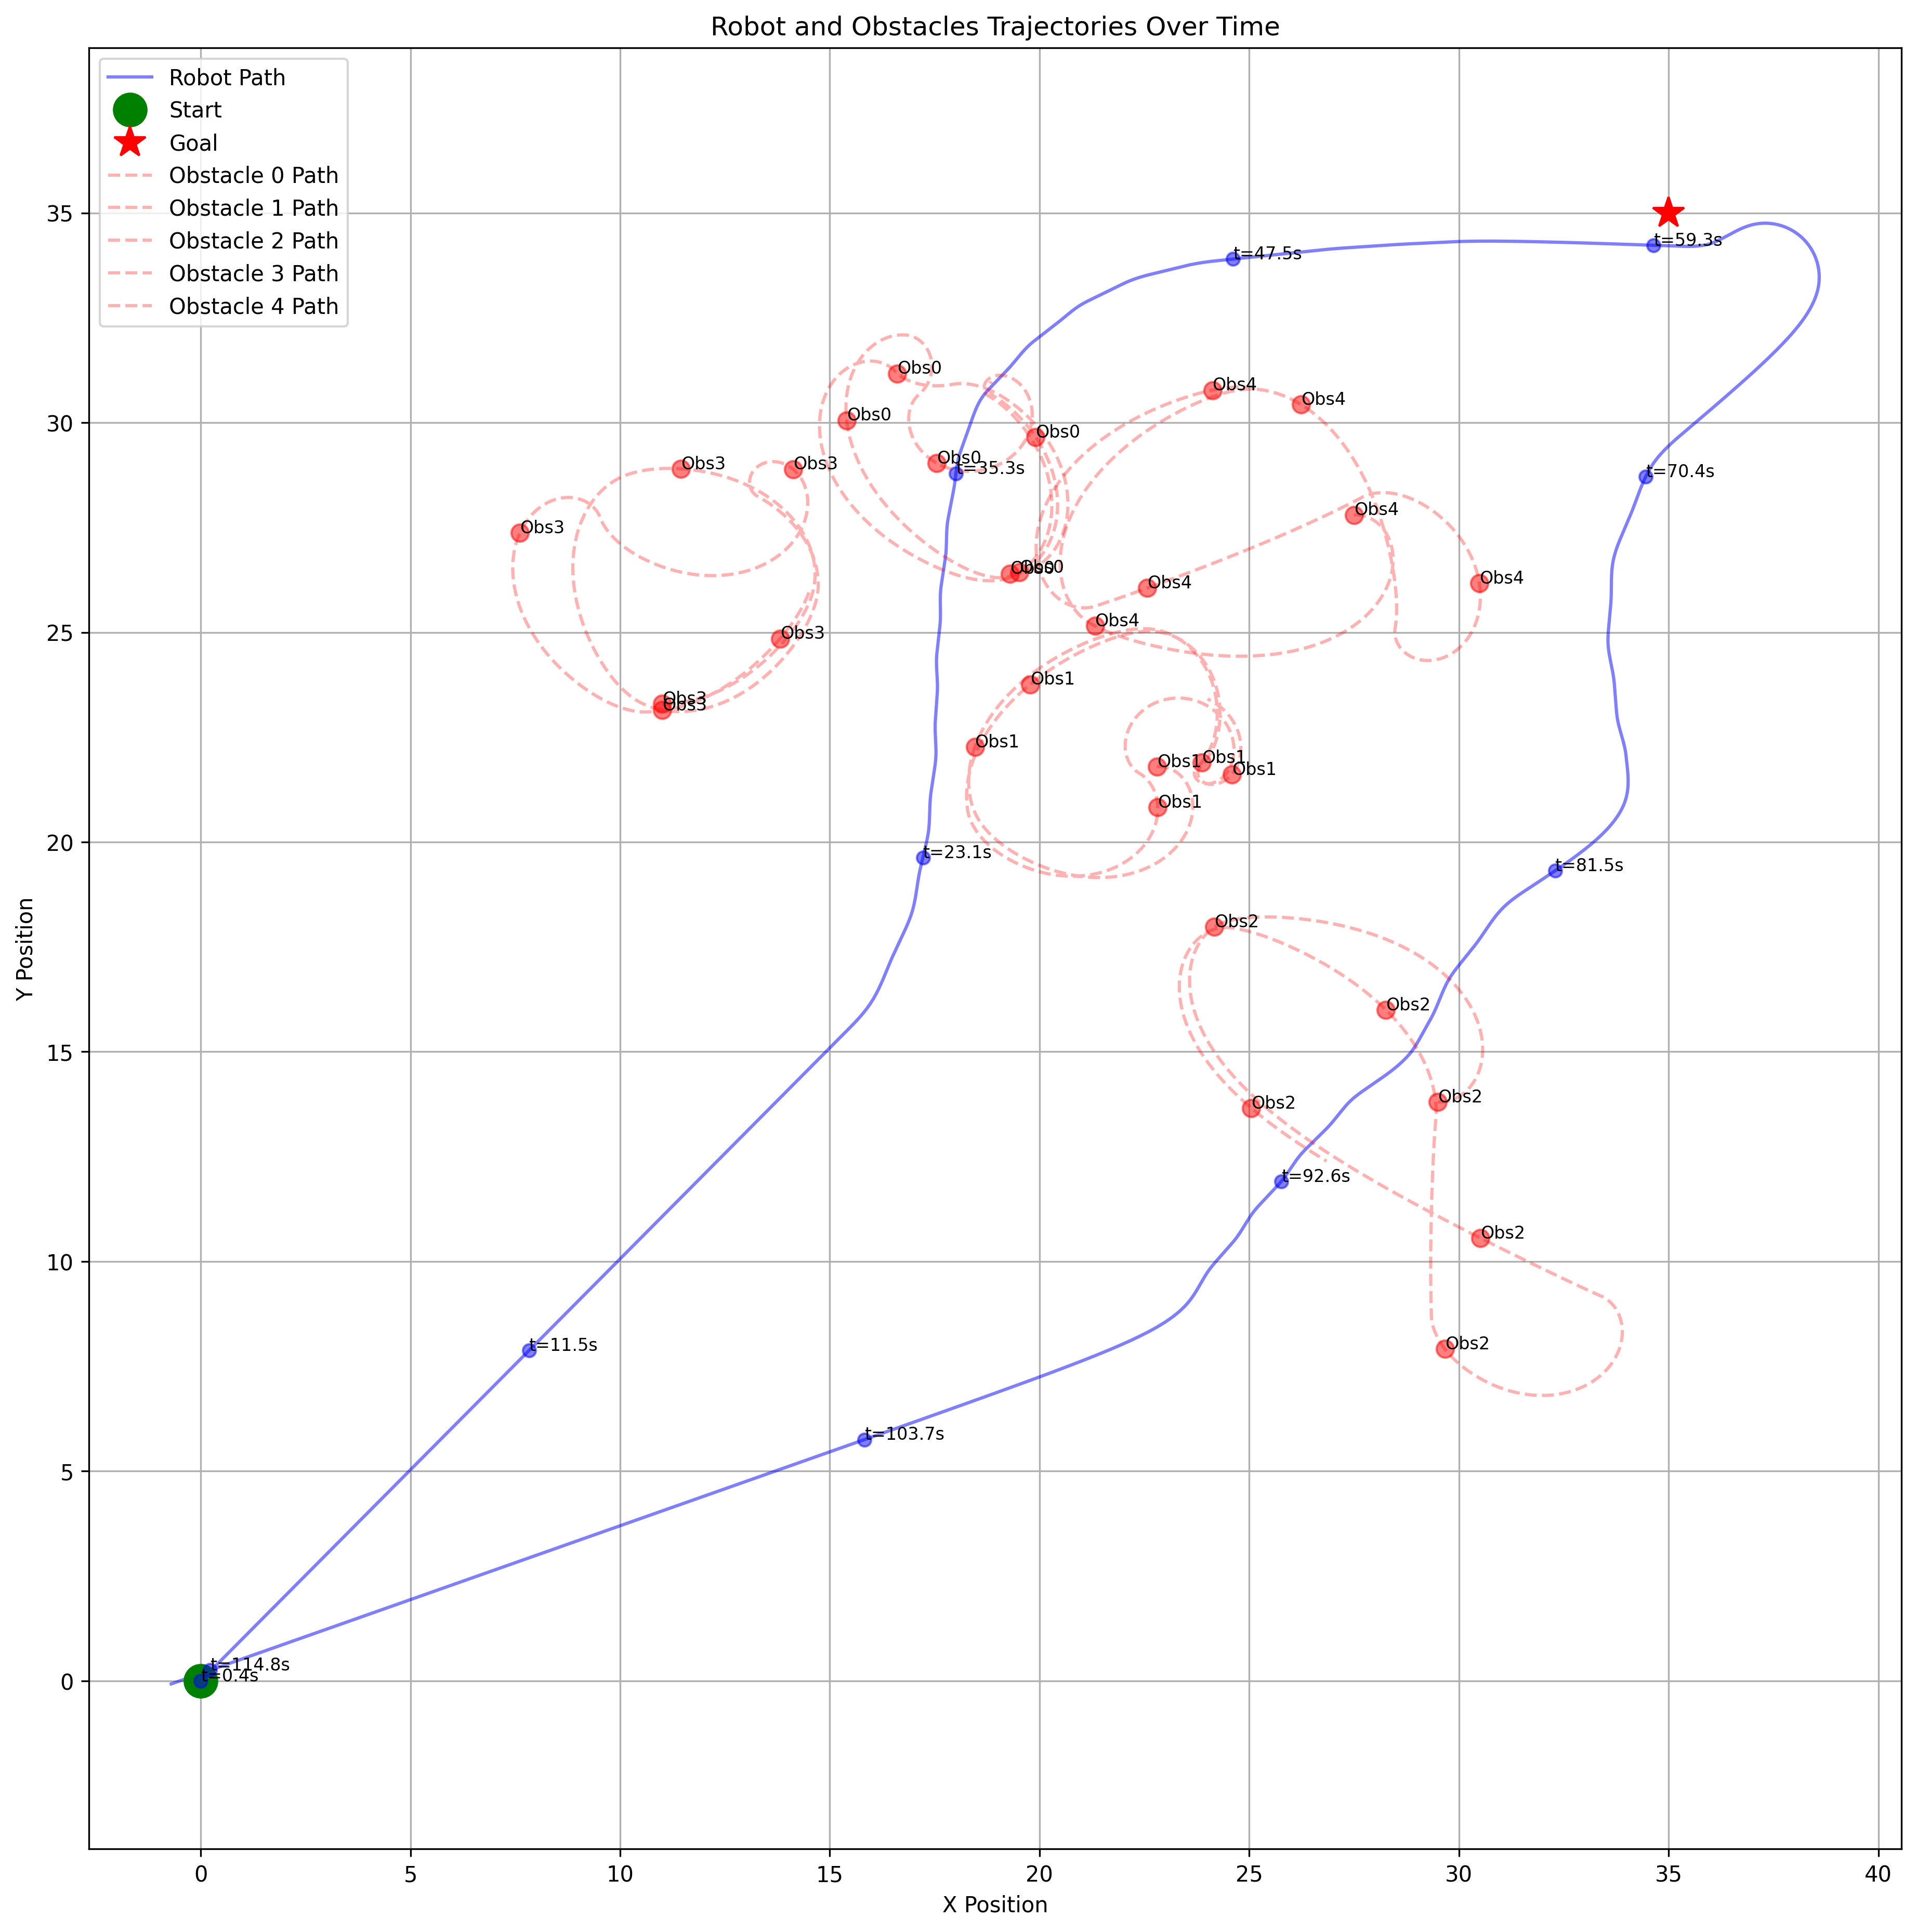 Robot and Obstacles Trajectories Over Time
Robot Path
Start
Goal
Obstacle 0 Path
Obstacle 1 Path
Obstacle 2 Path
Obstacle 3 Path
Obstacle 4 Path
Y Position
35
30
25
20
15
10
5
0
t=59.3s
t=47.5s
Obs0
Obs4
Obs4
Obs0
Obs0
Obs3
Obs3
Obs0
t=35.3s
t=70.4s
Obs3
Obs4
Obs0
Obs0
Obs4
Obs4
Obs4
Obs3
Obs1
Obs3
Obs3
Obs1
Obs1
Obs1
Obs1
Obs1
t=23.1s
t=81.5s
Obs2
Obs2
Obs2
Obs2
t=92.6s
Obs2
t=11.5s
Obs2
t=103.7s
t=114.8s
t=0.4s
0
5
10
15
20
25
30
35
40
X Position